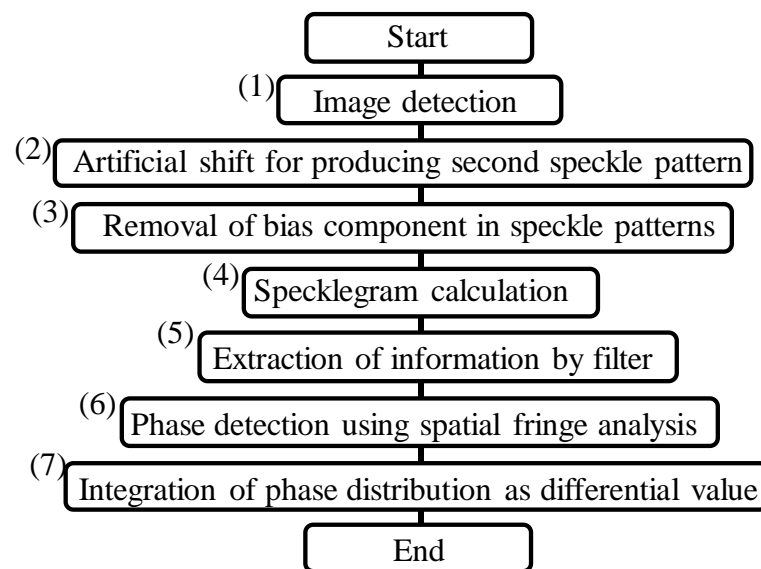 Start
(1) Image detection
(2) Artificial shift for producing second speckle pattern
(3) Removal of bias component in speckle patterns
(4) Specklegram calculation
(5) Extraction of information by filter
(6) Phase detection using spatial fringe analysis
(7) Integration of phase distribution as differential value
End